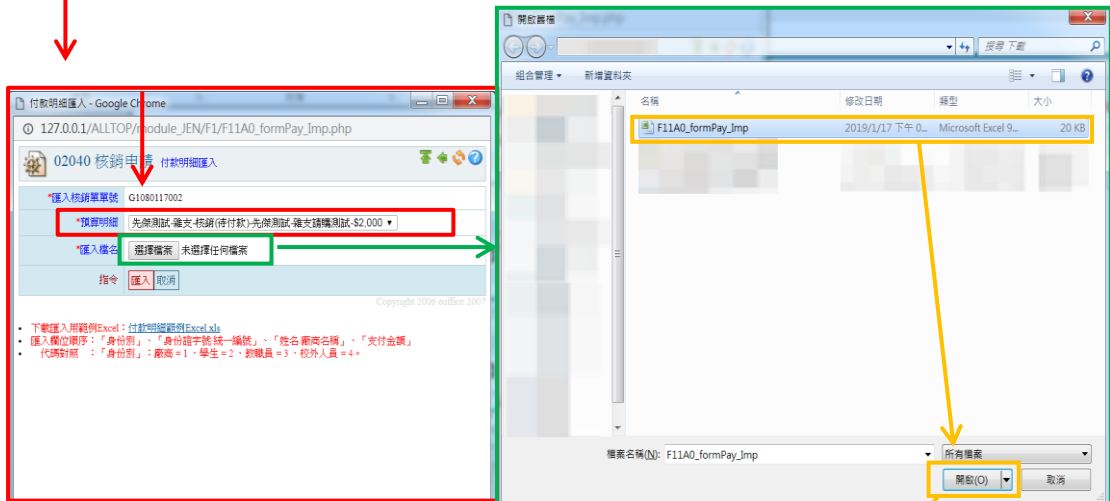 付款明細匯入 - Google Chrome
127.0.0.1/ALLTOP/module_JEN/F1/F11A0_formPay_Imp.php
02040 核銷申請 付款明細匯入
*匯入核銷單單號 G1080117002
*預算明細 先傑測試-雜支-核銷(待付款)-先傑測試-雜支請購測試-$2,000
*匯入檔名 選擇檔案 未選擇任何檔案
指令 匯入 取消
Copyright 2006 euffice 2007
下載匯入用範例Excel：付款明細範例Excel.xls
匯入欄位順序：「身份別」、「身份證字號/統一編號」、「姓名/廠商名稱」、「支付金額」
代碼對照 ：「身份別」：廠商=1、學生=2、教職員=3、校外人員=4。
開啟舊檔
搜尋 下載
組合管理 新增資料夾
名稱 修改日期 類型 大小
F11A0_formPay_Imp 2019/1/17 下午 0... Microsoft Excel 9... 20 KB
檔案名稱(N): F11A0_formPay_Imp 所有檔案
開啟(O) 取消